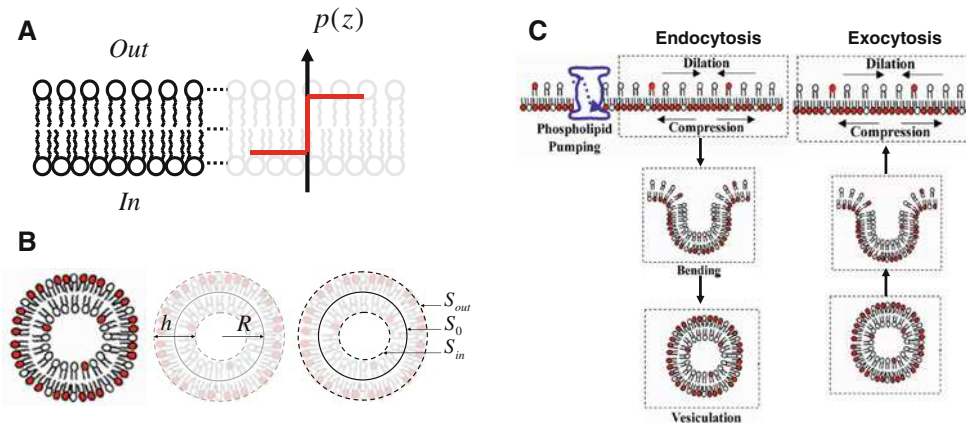 A
Out
p(z)
In
B
h
R
S_out
S_0
S_in
C
Endocytosis
Exocytosis
Dilation
Dilation
Phospholipid
Pumping
Compression
Compression
Bending
Vesiculation